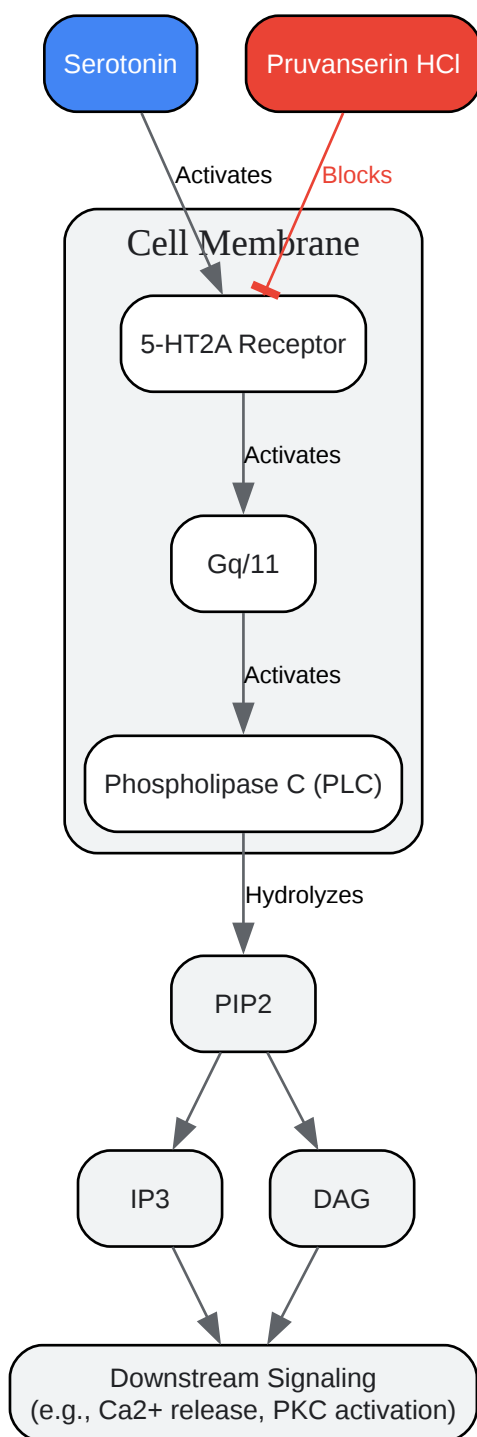 Serotonin
Pruvanserin HCl
Activates
Blocks
Cell Membrane
5-HT2A Receptor
Activates
Gq/11
Activates
Phospholipase C (PLC)
Hydrolyzes
PIP2
IP3
DAG
Downstream Signaling
(e.g., Ca2+ release, PKC activation)